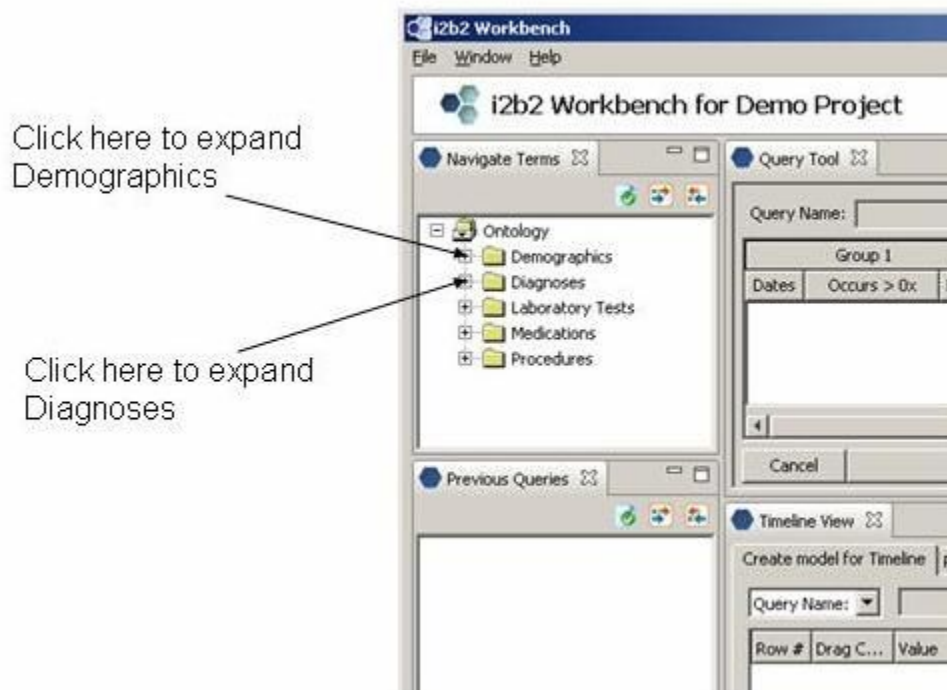 i2b2 Workbench
File Window Help
i2b2 Workbench for Demo Project
Click here to expand
Demographics
Navigate Terms
Ontology
Demographics
Diagnoses
Laboratory Tests
Medications
Procedures
Click here to expand
Diagnoses
Query Tool
Query Name:
Group 1
Dates Occurs > 0x
Cancel
Previous Queries
Timeline View
Create model for Timeline
Query Name:
Row # Drag C... Value